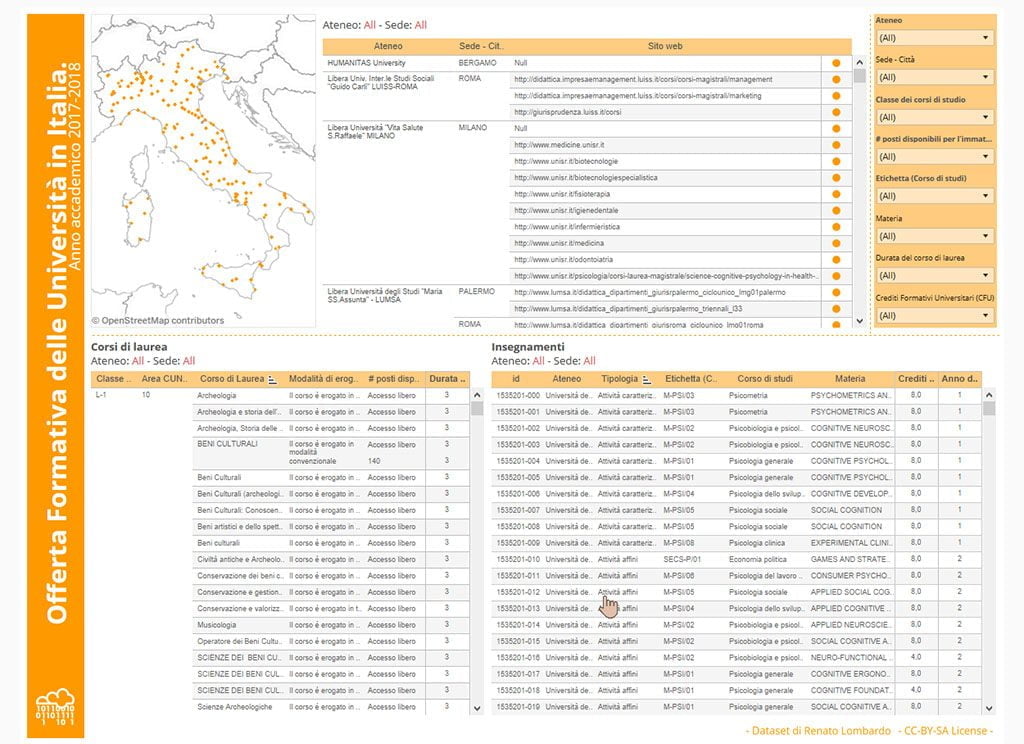 Offerta Formativa delle Università in Italia.
Anno accademico 2017-2018
© OpenStreetMap contributors
Ateneo: All - Sede: All
Ateneo Sede - Cit.. Sito web
HUMANITAS University BERGAMO Null
Libera Univ. Inter.le Studi Sociali ROMA http://didattica.impresaemanagement.luiss.it/corsi/corsi-magistrali/management
"Guido Carli" LUISS-ROMA
http://didattica.impresaemanagement.luiss.it/corsi/corsi-magistrali/marketing
http://giurisprudenza.luiss.it/corsi
Libera Università "Vita Salute MILANO Null
S.Raffaele" MILANO
http://www.medicine.unisr.it
http://www.unisr.it/biotecnologie
http://www.unisr.it/biotecnologiespecialistica
http://www.unisr.it/fisioterapia
http://www.unisr.it/igienedentale
http://www.unisr.it/infermieristica
http://www.unisr.it/medicina
http://www.unisr.it/odontoiatria
http://www.unisr.it/psicologia/corsi-laurea-magistrale/science-cognitive-psychology-in-health-..
Libera Università degli Studi "Maria PALERMO http://www.lumsa.it/didattica_dipartimenti_giurisrpalermo_ciclounico_lmg01palermo
SS.Assunta" - LUMSA
http://www.lumsa.it/didattica_dipartimenti_giurisrpalermo_triennali_l33
ROMA http://www.lumsa.it/didattica_dipartimenti_giurisroma_ciclounico_lmg01roma
Ateneo
(All)
Sede - Città
(All)
Classe dei corsi di studio
(All)
# posti disponibili per l'immat...
(All)
Etichetta (Corso di studi)
(All)
Materia
(All)
Durata del corso di laurea
(All)
Crediti Formativi Universitari (CFU)
(All)
Corsi di laurea
Ateneo: All - Sede: All
Classe .. Area CUN.. Corso di Laurea Modalità di erog.. # posti disp.. Durata ..
L-1 10 Archeologia Il corso è erogato in .. Accesso libero 3
Archeologia e storia dell'.. Il corso è erogato in .. Accesso libero 3
Archeologia, Storia delle .. Il corso è erogato in .. Accesso libero 3
BENI CULTURALI Il corso è erogato in modalità convenzionale Accesso libero 3
140 3
Beni Culturali Il corso è erogato in .. Accesso libero 3
Beni Culturali (archeologi.. Il corso è erogato in .. Accesso libero 3
Beni Culturali: Conoscen.. Il corso è erogato in .. Accesso libero 3
Beni artistici e dello spett.. Il corso è erogato in .. Accesso libero 3
Beni culturali Il corso è erogato in .. Accesso libero 3
Civiltà antiche e Archeolo.. Il corso è erogato in .. Accesso libero 3
Conservazione dei beni c.. Il corso è erogato in .. Accesso libero 3
Conservazione e gestion.. Il corso è erogato in .. Accesso libero 3
Conservazione e valorizz.. Il corso è erogato in t.. Accesso libero 3
Musicologia Il corso è erogato in .. Accesso libero 3
Operatore dei Beni Cultu.. Il corso è erogato in .. Accesso libero 3
SCIENZE DEI BENI CU.. Il corso è erogato in .. Accesso libero 3
SCIENZE DEI BENI CUL.. Il corso è erogato in .. Accesso libero 3
SCIENZE DEI BENI CUL.. Il corso è erogato in .. Accesso libero 3
Scienze Archeologiche Il corso è erogato in .. Accesso libero 3
Insegnamenti
Ateneo: All - Sede: All
id Ateneo Tipologia Etichetta (C.. Corso di studi Materia Crediti .. Anno d..
1535201-000 Università de.. Attività caratteriz.. M-PSI/03 Psicometria PSYCHOMETRICS AN.. 8,0 1
1535201-001 Università de.. Attività caratteriz.. M-PSI/03 Psicometria PSYCHOMETRICS AN.. 8,0 1
1535201-002 Università de.. Attività caratteriz.. M-PSI/02 Psicobiologia e psicol.. COGNITIVE NEUROSC.. 8,0 1
1535201-003 Università de.. Attività caratteriz.. M-PSI/02 Psicobiologia e psicol.. COGNITIVE NEUROSC.. 8,0 1
1535201-004 Università de.. Attività caratteriz.. M-PSI/01 Psicologia generale COGNITIVE PSYCHOL.. 8,0 1
1535201-005 Università de.. Attività caratteriz.. M-PSI/01 Psicologia generale COGNITIVE PSYCHOL.. 8,0 1
1535201-006 Università de.. Attività caratteriz.. M-PSI/04 Psicologia dello svilup.. COGNITIVE DEVELOP.. 8,0 1
1535201-007 Università de.. Attività caratteriz.. M-PSI/05 Psicologia sociale SOCIAL COGNITION 8,0 1
1535201-008 Università de.. Attività caratteriz.. M-PSI/05 Psicologia sociale SOCIAL COGNITION 8,0 1
1535201-009 Università de.. Attività caratteriz.. M-PSI/08 Psicologia clinica EXPERIMENTAL CLINI.. 8,0 1
1535201-010 Università de.. Attività affini SECS-P/01 Economia politica GAMES AND STRATE.. 8,0 2
1535201-011 Università de.. Attività affini M-PSI/06 Psicologia del lavoro .. CONSUMER PSYCHO.. 8,0 2
1535201-012 Università de.. Attività affini M-PSI/05 Psicologia sociale APPLIED SOCIAL COG.. 8,0 2
1535201-013 Università de.. Attività affini M-PSI/04 Psicologia dello svilup.. APPLIED COGNITIVE .. 8,0 2
1535201-014 Università de.. Attività affini M-PSI/02 Psicobiologia e psicol.. APPLIED NEUROSCIE.. 8,0 2
1535201-015 Università de.. Attività affini M-PSI/02 Psicobiologia e psicol.. SOCIAL COGNITIVE A.. 8,0 2
1535201-016 Università de.. Attività affini M-PSI/02 Psicobiologia e psicol.. NEURO-FUNCTIONAL .. 4,0 2
1535201-017 Università de.. Attività affini M-PSI/01 Psicologia generale COGNITIVE ERGONO.. 8,0 2
1535201-018 Università de.. Attività affini M-PSI/01 Psicologia generale COGNITIVE FOUNDAT.. 4,0 2
1535201-019 Università de.. Attività affini M-PSI/01 Psicologia generale COGNITIVE MODELS .. 8,0 2
- Dataset di Renato Lombardo - CC-BY-SA License -